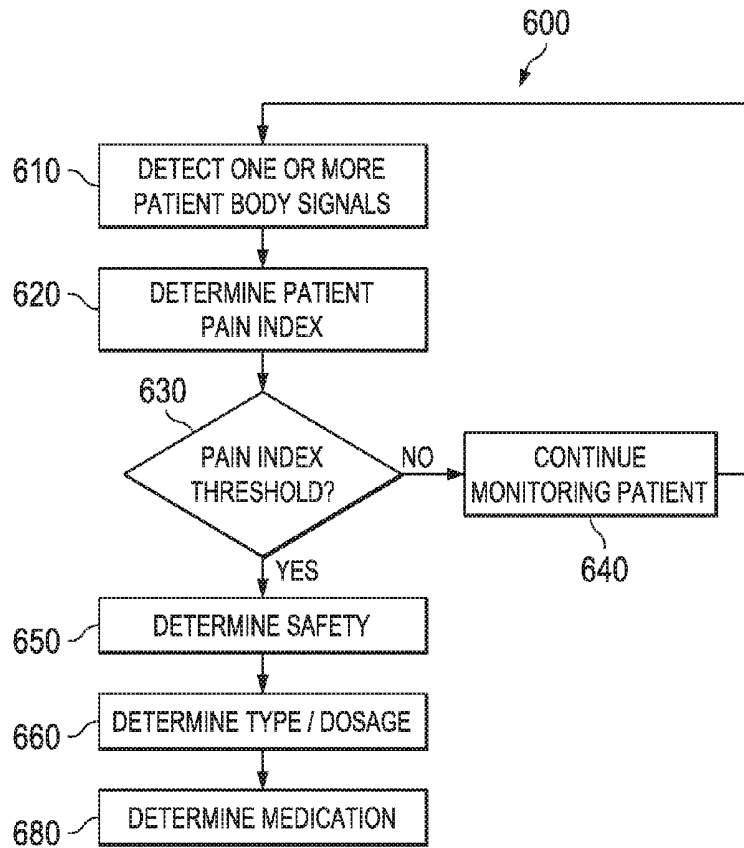 600
610
DETECT ONE OR MORE
PATIENT BODY SIGNALS
620
DETERMINE PATIENT
PAIN INDEX
630
PAIN INDEX
THRESHOLD?
NO
CONTINUE
MONITORING PATIENT
640
YES
650
DETERMINE SAFETY
660
DETERMINE TYPE / DOSAGE
680
DETERMINE MEDICATION